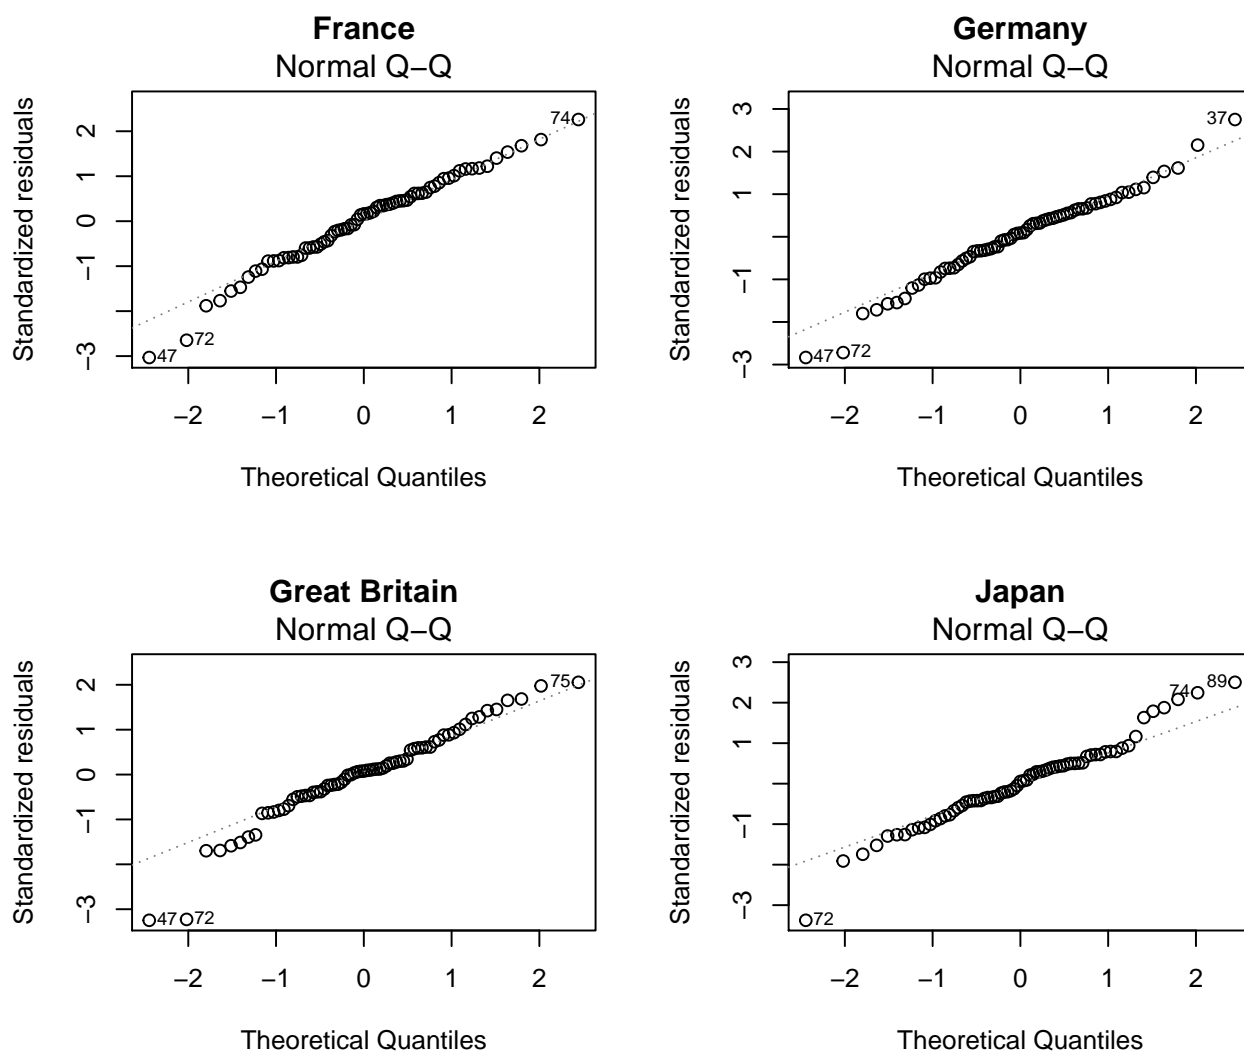 France
Normal Q−Q
Standardized residuals
2
1
0
−1
−3
74
72
47
−2 −1 0 1 2
Theoretical Quantiles
Germany
Normal Q−Q
Standardized residuals
3
2
1
−1
−3
37
47
72
−2 −1 0 1 2
Theoretical Quantiles
Great Britain
Normal Q−Q
Standardized residuals
2
1
0
−1
−3
75
47
72
−2 −1 0 1 2
Theoretical Quantiles
Japan
Normal Q−Q
Standardized residuals
3
2
1
−1
−3
74
89
72
−2 −1 0 1 2
Theoretical Quantiles